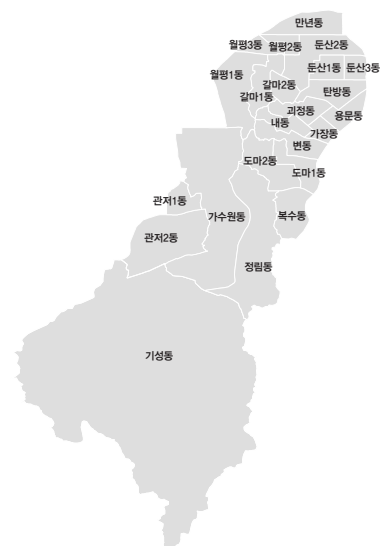 만년동
월평3동
월평2동
둔산2동
월평1동
둔산1동
둔산3동
갈마2동
갈마1동
탄방동
괴정동
용문동
내동
가장동
변동
도마2동
도마1동
관저1동
가수원동
복수동
관저2동
정림동
기성동